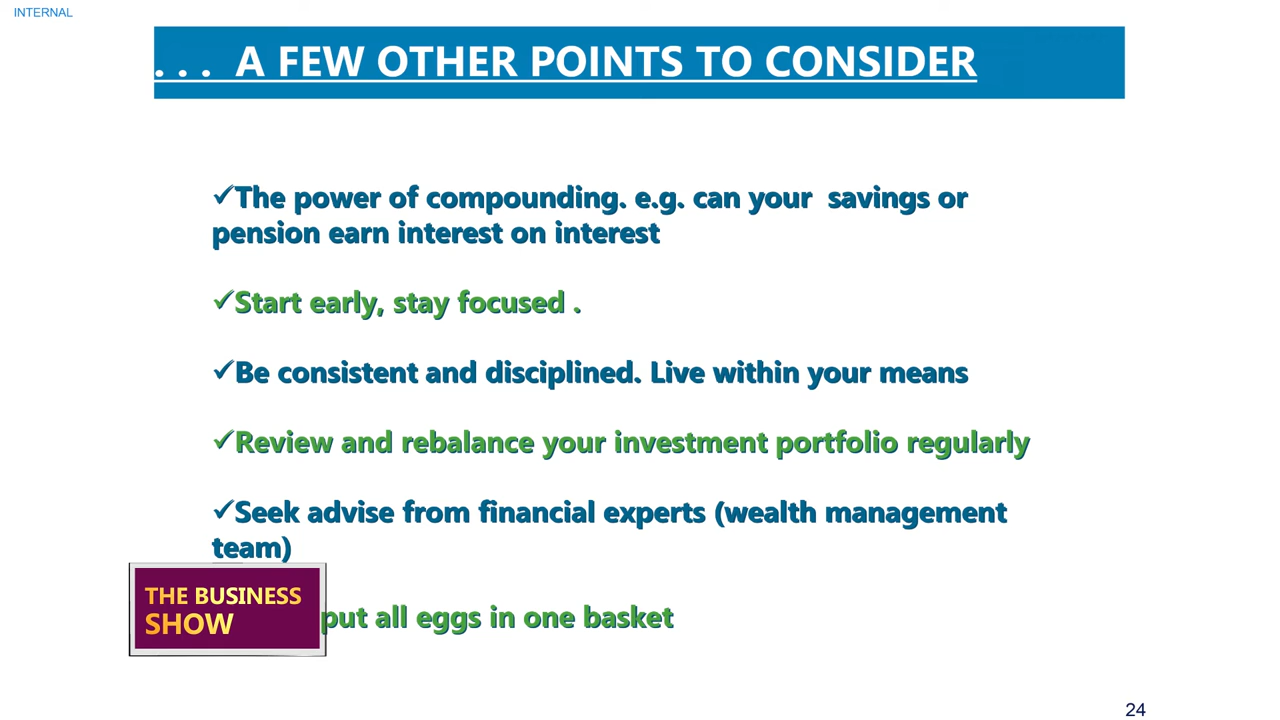 INTERNAL
. . .  A FEW OTHER POINTS TO CONSIDER
✓The power of compounding. e.g. can your  savings or
pension earn interest on interest
✓Start early, stay focused .
✓Be consistent and disciplined. Live within your means
✓Review and rebalance your investment portfolio regularly
✓Seek advise from financial experts (wealth management
team)
THE BUSINESS
SHOW
put all eggs in one basket
24